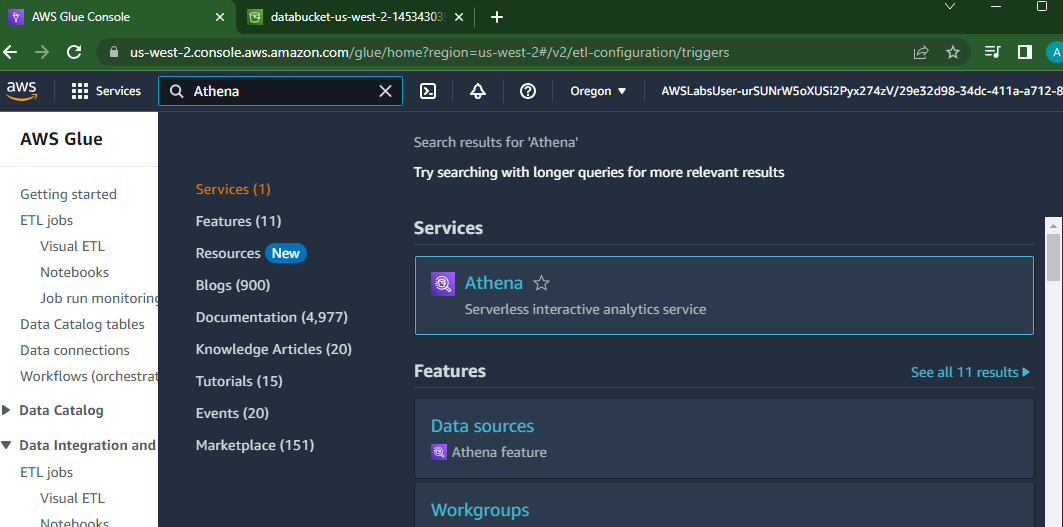 AWS Glue Console
databucket-us-west-2-145343035
us-west-2.console.aws.amazon.com/glue/home?region=us-west-2#/v2/etl-configuration/triggers
A
aws
Services
Athena
Oregon
AWSLabsUser-urSUNrW5oXUSi2Pyx274zV/29e32d98-34dc-411a-a712-8
AWS Glue
Getting started
ETL jobs
Visual ETL
Notebooks
Job run monitoring
Data Catalog tables
Data connections
Workflows (orchestrat
Data Catalog
Data Integration and
ETL jobs
Visual ETL
Notebooks
Services (1)
Features (11)
Resources New
Blogs (900)
Documentation (4,977)
Knowledge Articles (20)
Tutorials (15)
Events (20)
Marketplace (151)
Search results for 'Athena'
Try searching with longer queries for more relevant results
Services
Athena
Serverless interactive analytics service
Features
See all 11 results
Data sources
Athena feature
Workgroups